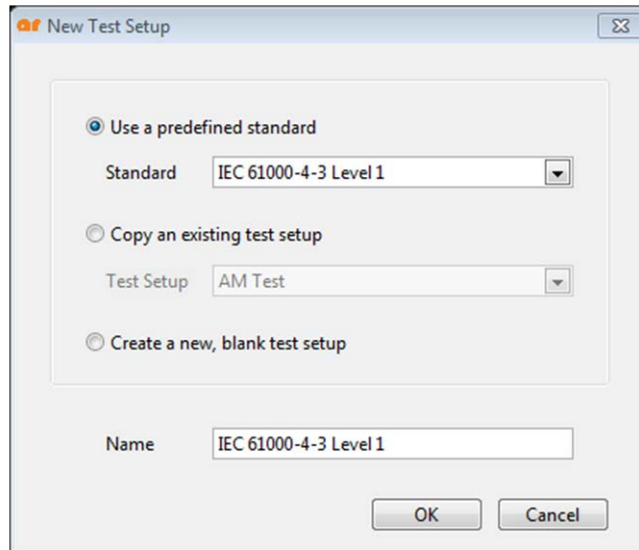 ar New Test Setup
Use a predefined standard
Standard IEC 61000-4-3 Level 1
Copy an existing test setup
Test Setup AM Test
Create a new, blank test setup
Name IEC 61000-4-3 Level 1
OK Cancel